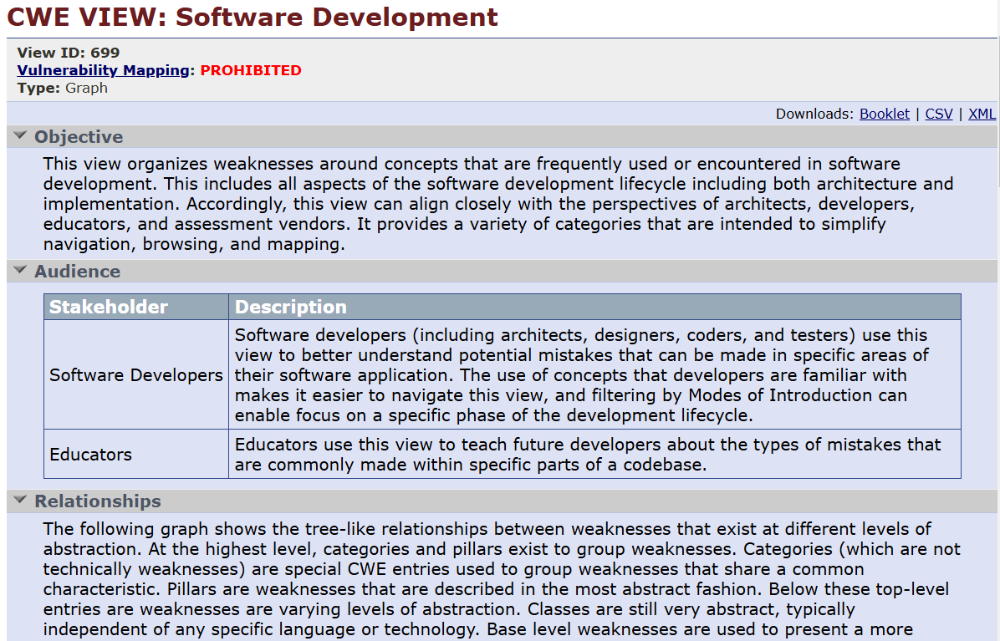 CWE VIEW: Software Development
View ID: 699
Vulnerability Mapping: PROHIBITED
Type: Graph
Downloads: Booklet | CSV | XML
Objective
This view organizes weaknesses around concepts that are frequently used or encountered in software
development. This includes all aspects of the software development lifecycle including both architecture and
implementation. Accordingly, this view can align closely with the perspectives of architects, developers,
educators, and assessment vendors. It provides a variety of categories that are intended to simplify
navigation, browsing, and mapping.
Audience
Stakeholder Description
Software Developers
Software developers (including architects, designers, coders, and testers) use this
view to better understand potential mistakes that can be made in specific areas of
their software application. The use of concepts that developers are familiar with
makes it easier to navigate this view, and filtering by Modes of Introduction can
enable focus on a specific phase of the development lifecycle.
Educators
Educators use this view to teach future developers about the types of mistakes that
are commonly made within specific parts of a codebase.
Relationships
The following graph shows the tree-like relationships between weaknesses that exist at different levels of
abstraction. At the highest level, categories and pillars exist to group weaknesses. Categories (which are not
technically weaknesses) are special CWE entries used to group weaknesses that share a common
characteristic. Pillars are weaknesses that are described in the most abstract fashion. Below these top-level
entries are weaknesses are varying levels of abstraction. Classes are still very abstract, typically
independent of any specific language or technology. Base level weaknesses are used to present a more